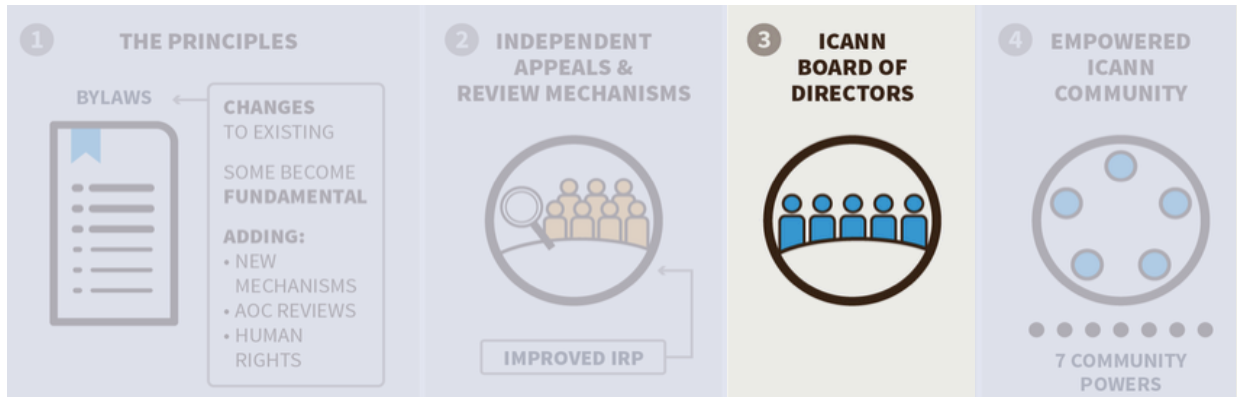 1
THE PRINCIPLES
BYLAWS
CHANGES
TO EXISTING
SOME BECOME
FUNDAMENTAL
ADDING:
• NEW
MECHANISMS
• AOC REVIEWS
• HUMAN
RIGHTS
2
INDEPENDENT
APPEALS &
REVIEW MECHANISMS
IMPROVED IRP
3
ICANN
BOARD OF
DIRECTORS
4
EMPOWERED
ICANN
COMMUNITY
7 COMMUNITY
POWERS